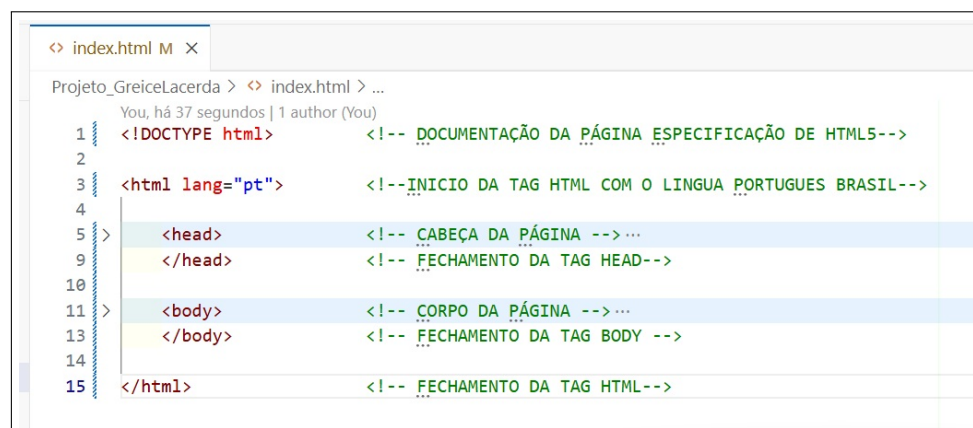 <> index.html M ×
Projeto_GreiceLacerda > <> index.html > ...
You, há 37 segundos | 1 author (You)
1 <!DOCTYPE html> <!-- DOCUMENTAÇÃO DA PÁGINA ESPECIFICAÇÃO DE HTML5-->
2
3 <html lang="pt"> <!--INICIO DA TAG HTML COM O LINGUA PORTUGUES BRASIL-->
4
5 > <head> <!-- CABEÇA DA PÁGINA -->...
9 </head> <!-- FECHAMENTO DA TAG HEAD-->
10
11 > <body> <!-- CORPO DA PÁGINA -->...
13 </body> <!-- FECHAMENTO DA TAG BODY -->
14
15 </html> <!-- FECHAMENTO DA TAG HTML-->